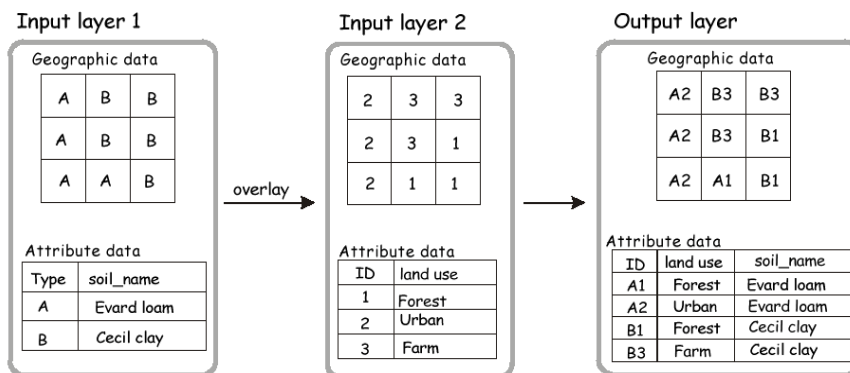 Input layer 1
Geographic data
A B B
A B B
A A B
Attribute data
Type soil_name
A Evard loam
B Cecil clay
overlay
Input layer 2
Geographic data
2 3 3
2 3 1
2 1 1
Attribute data
ID land use
1 Forest
2 Urban
3 Farm
Output layer
Geographic data
A2 B3 B3
A2 B3 B1
A2 A1 B1
Attribute data
ID land use soil_name
A1 Forest Evard loam
A2 Urban Evard loam
B1 Forest Cecil clay
B3 Farm Cecil clay